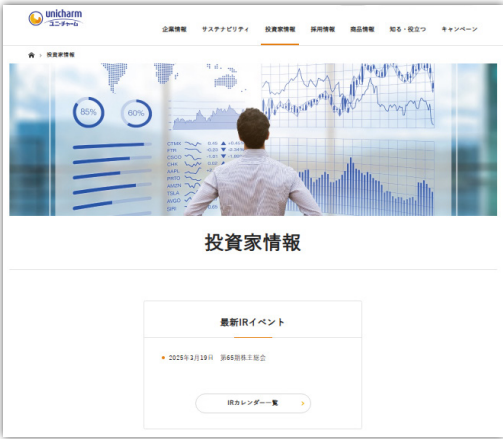 unicharm
ユニ・チャーム
企業情報 サステナビリティ 投資家情報 採用情報 商品情報 知る・役立つ キャンペーン
投資家情報
85%
60%
投資家情報
最新IRイベント
2025年3月19日 第65期株主総会
IRカレンダー一覧